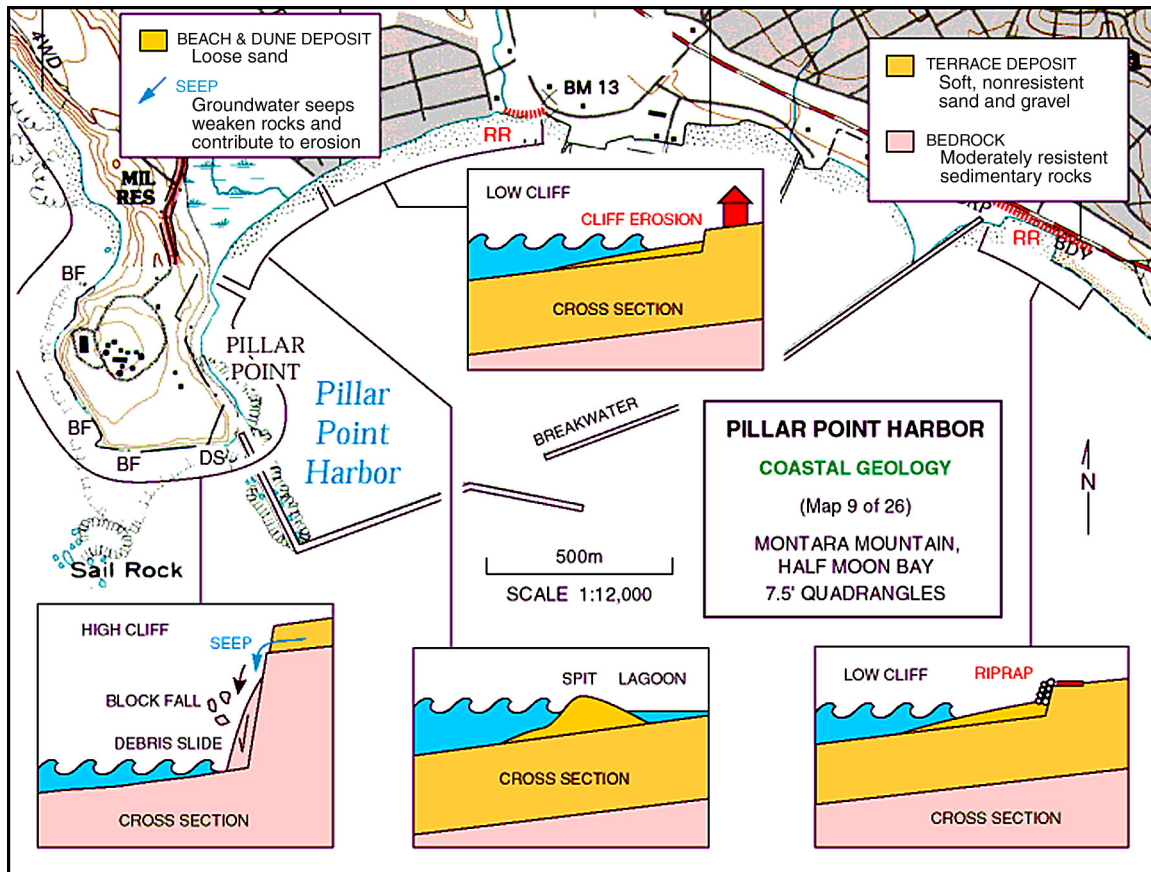 BEACH & DUNE DEPOSIT
Loose sand
SEEP
Groundwater seeps
weaken rocks and
contribute to erosion
4WD
MIL
RES
BM 13
RR
TERRACE DEPOSIT
Soft, nonresistent
sand and gravel
BEDROCK
Moderately resistent
sedimentary rocks
RR
BDY
LOW CLIFF
CLIFF EROSION
CROSS SECTION
BF
PILLAR
POINT
Pillar
Point
Harbor
BF
BF
DS
Sail Rock
BREAKWATER
500m
SCALE 1:12,000
PILLAR POINT HARBOR
COASTAL GEOLOGY
(Map 9 of 26)
MONTARA MOUNTAIN,
HALF MOON BAY
7.5' QUADRANGLES
N
HIGH CLIFF
SEEP
BLOCK FALL
DEBRIS SLIDE
CROSS SECTION
SPIT LAGOON
CROSS SECTION
LOW CLIFF
RIPRAP
CROSS SECTION